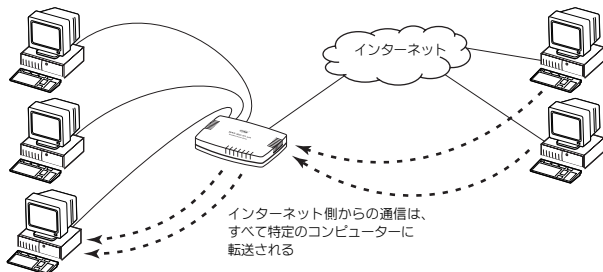 インターネット
インターネット側からの通信は、
すべて特定のコンピューターに
転送される